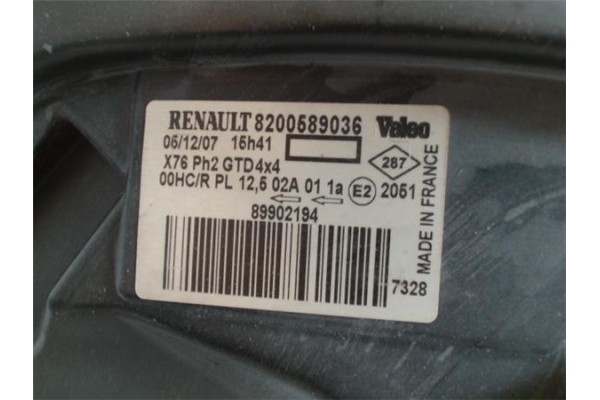 RENAULT 8200589036 Valeo
05/12/07 15h41
X76 Ph2 GTD4x4 287
00HC/R PL 12,5 02A 01 1a E2 2051
89902194
7328
MADE IN FRANCE